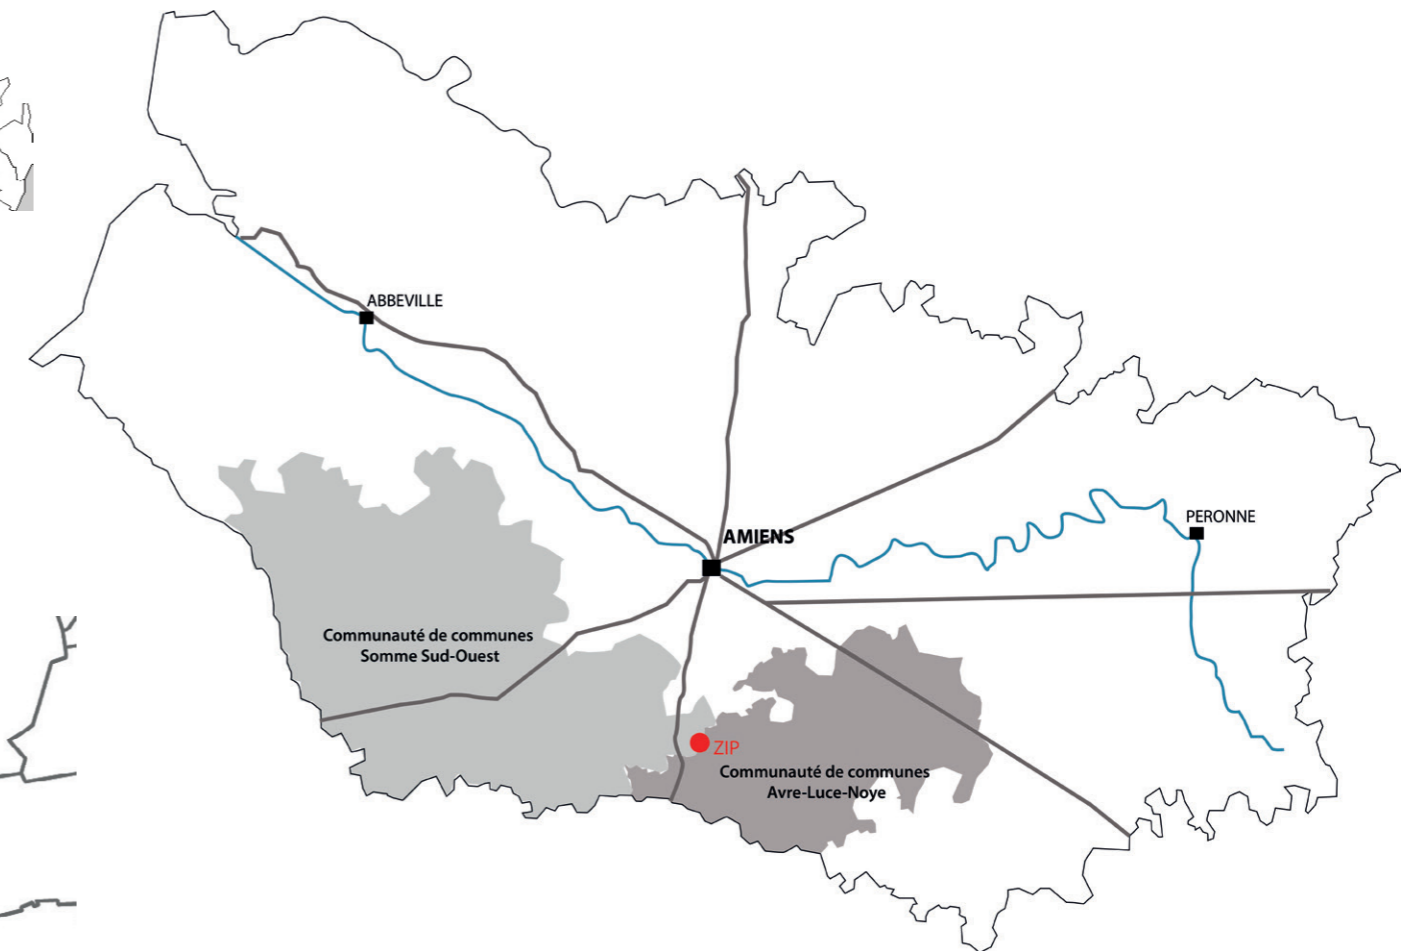 ABBEVILLE
PERONNE
AMIENS
Communauté de communes
Somme Sud-Ouest
ZIP
Communauté de communes
Avre-Luce-Noye